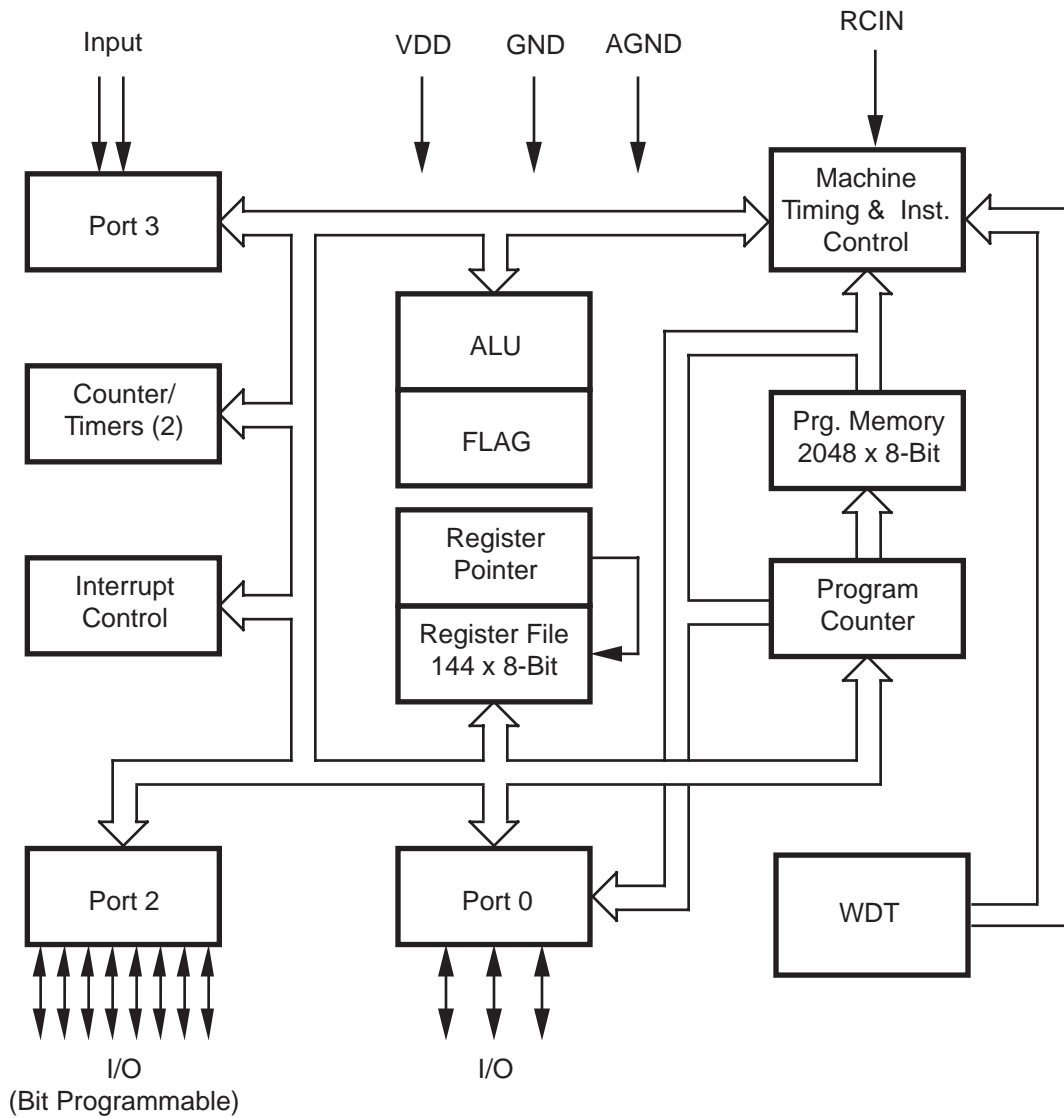 Input
VDD
GND
AGND
RCIN
Port 3
Machine
Timing & Inst.
Control
ALU
FLAG
Counter/
Timers (2)
Prg. Memory
2048 x 8-Bit
Register
Pointer
Interrupt
Control
Program
Counter
Register File
144 x 8-Bit
Port 2
Port 0
WDT
I/O
(Bit Programmable)
I/O